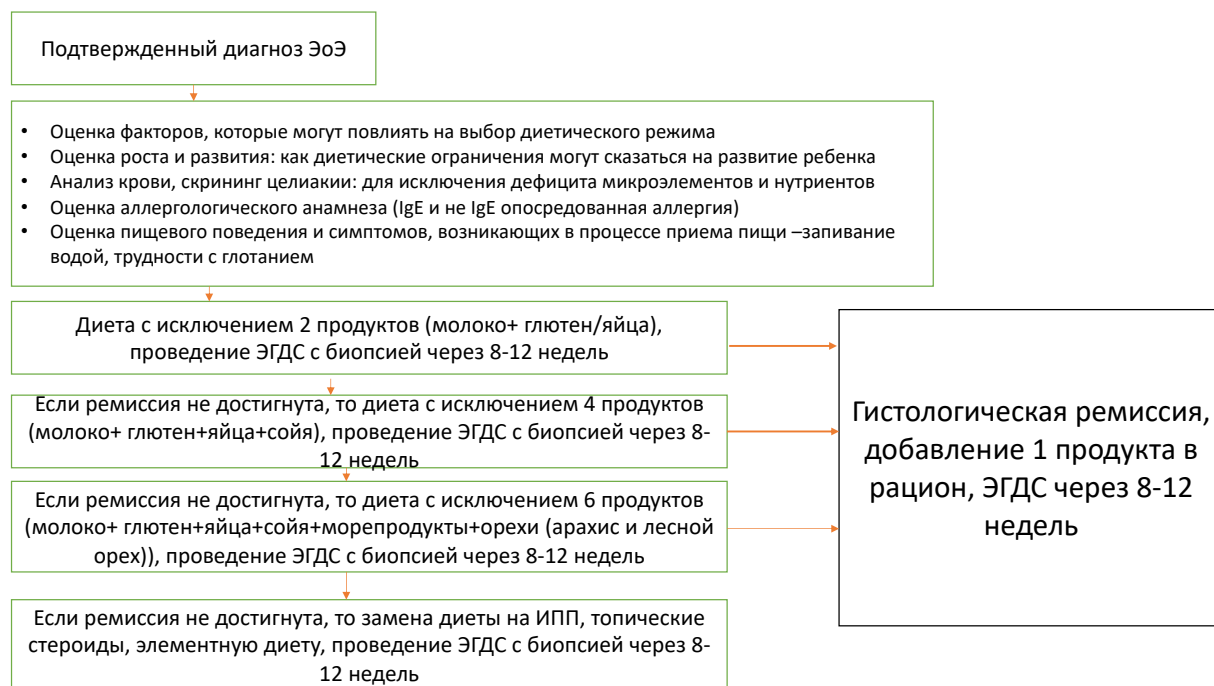 Подтвержденный диагноз ЭоЭ
• Оценка факторов, которые могут повлиять на выбор диетического режима
• Оценка роста и развития: как диетические ограничения могут сказаться на развитие ребенка
• Анализ крови, скрининг целиакии: для исключения дефицита микроэлементов и нутриентов
• Оценка аллергологического анамнеза (IgE и не IgE опосредованная аллергия)
• Оценка пищевого поведения и симптомов, возникающих в процессе приема пищи –запивание
водой, трудности с глотанием
Диета с исключением 2 продуктов (молоко+ глютен/яйца),
проведение ЭГДС с биопсией через 8-12 недель
Если ремиссия не достигнута, то диета с исключением 4 продуктов
(молоко+ глютен+яйца+сойя), проведение ЭГДС с биопсией через 8-
12 недель
Если ремиссия не достигнута, то диета с исключением 6 продуктов
(молоко+ глютен+яйца+сойя+морепродукты+орехи (арахис и лесной
орех)), проведение ЭГДС с биопсией через 8-12 недель
Если ремиссия не достигнута, то замена диеты на ИПП, топические
стероиды, элементную диету, проведение ЭГДС с биопсией через 8-
12 недель
Гистологическая ремиссия,
добавление 1 продукта в
рацион, ЭГДС через 8-12
недель